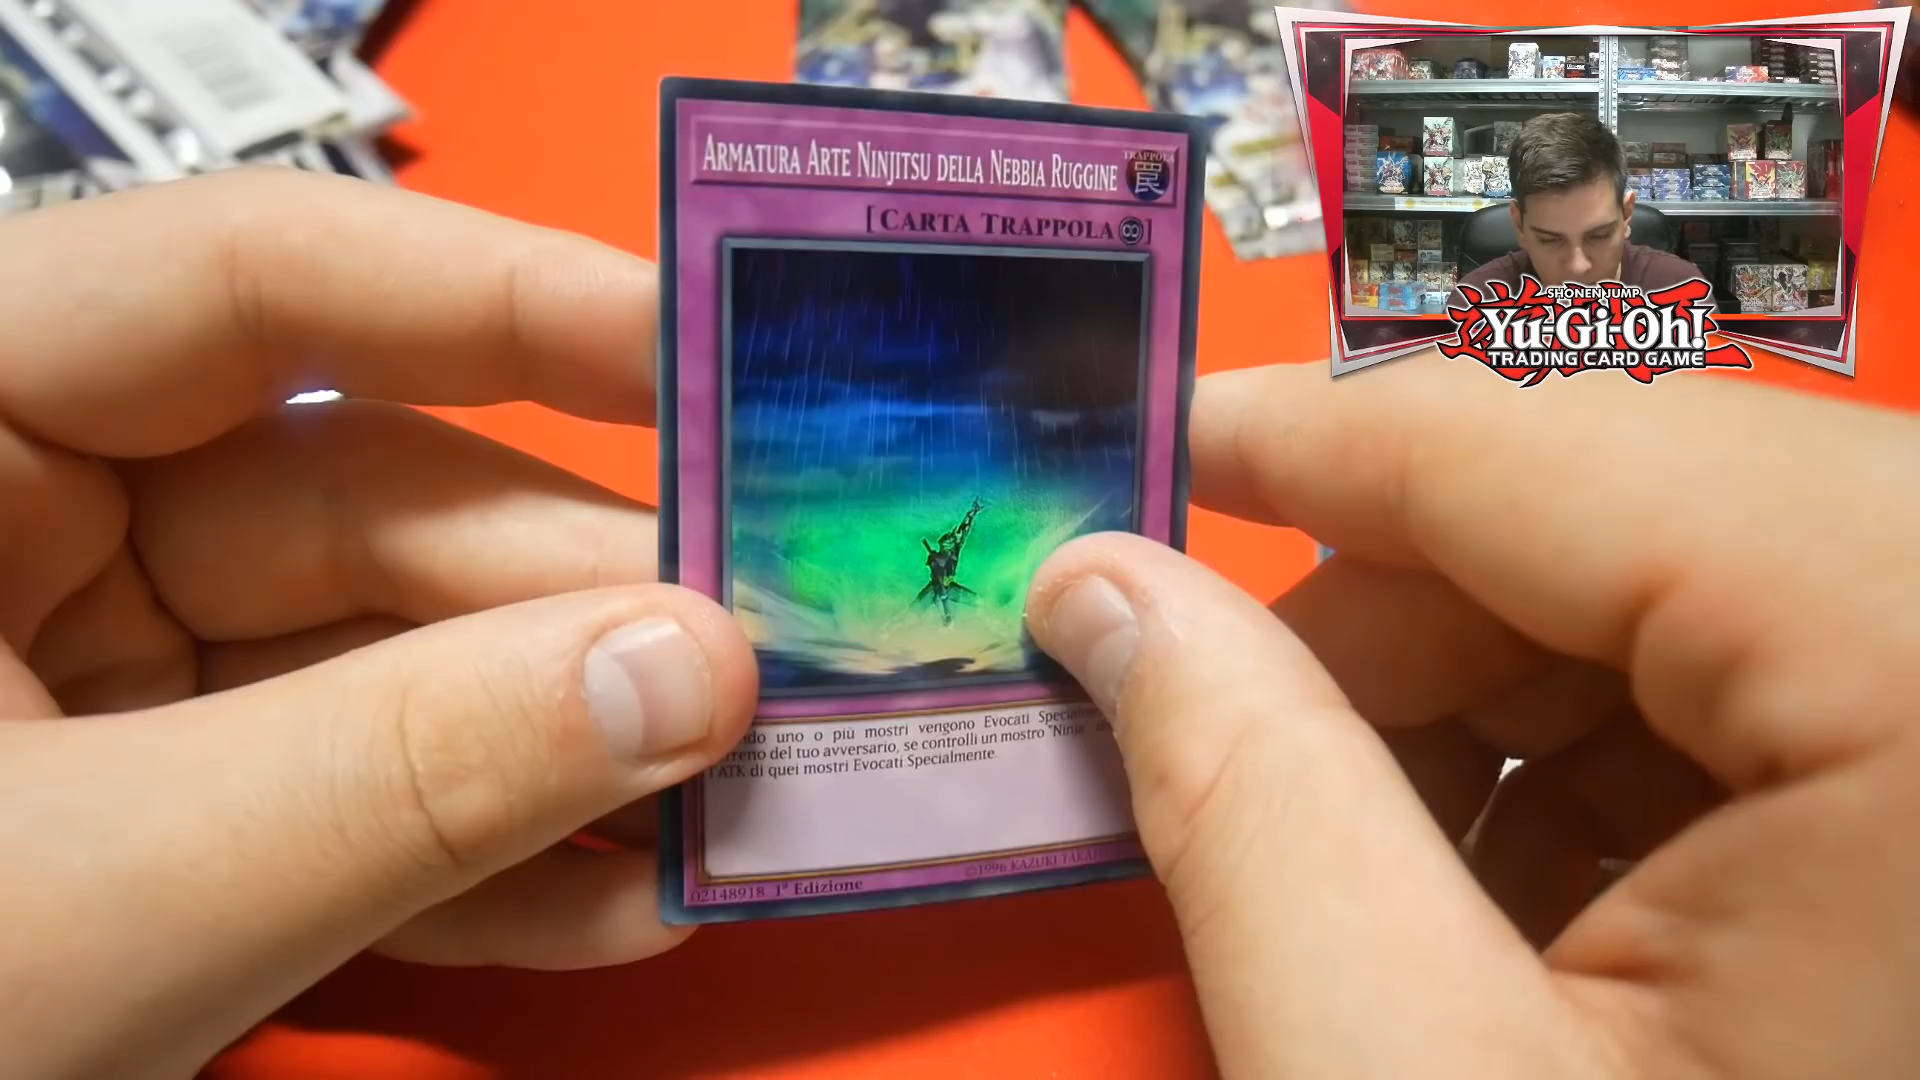 ARMATURA ARTE NINJITSU DELLA NEBBIA RUGGINE
TRAPPOLA
罠
[CARTA TRAPPOLA]
uno o più mostri vengono Evocati
del tuo avversario, se controlli un mostro "Ninja"
l'ATK di quei mostri Evocati Specialmente.
02148918 1ª Edizione
©1996 KAZUKI
SHONEN JUMP
Yu-Gi-Oh!
TRADING CARD GAME